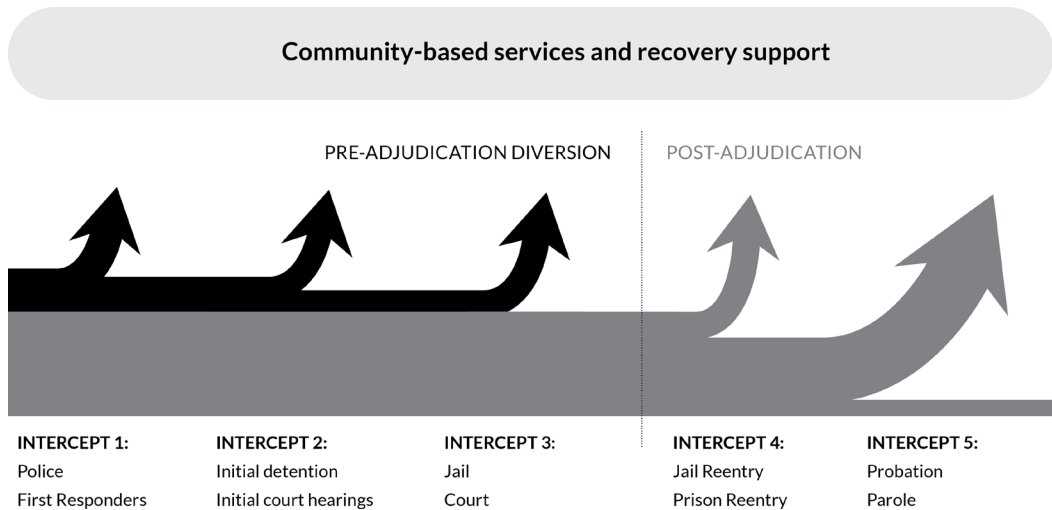 Community-based services and recovery support
PRE-ADJUDICATION DIVERSION
POST-ADJUDICATION
INTERCEPT 1:
Police
First Responders
INTERCEPT 2:
Initial detention
Initial court hearings
INTERCEPT 3:
Jail
Court
INTERCEPT 4:
Jail Reentry
Prison Reentry
INTERCEPT 5:
Probation
Parole